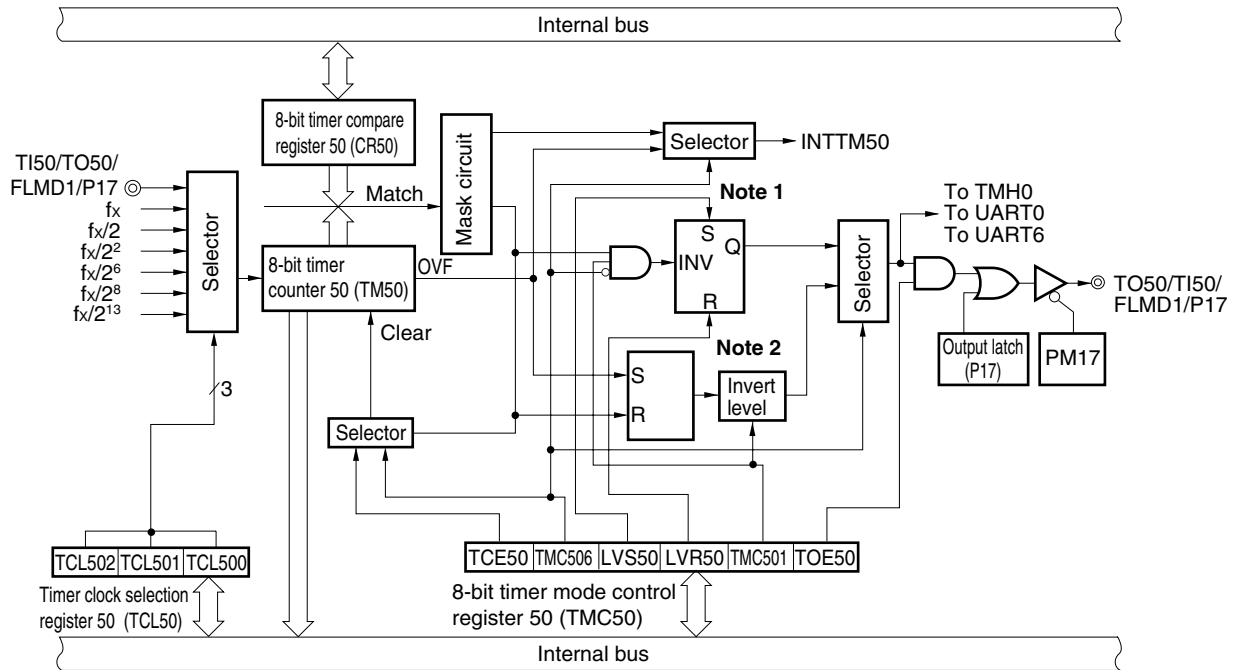 Internal bus
8-bit timer compare
register 50 (CR50)
TI50/TO50/
FLMD1/P17
fx
fx/2
fx/2²
fx/2⁶
fx/2⁸
fx/2¹³
Selector
Match
Mask circuit
Selector
INTTM50
Note 1
S
INV
Q
R
8-bit timer
counter 50 (TM50)
OVF
Clear
Selector
To TMH0
To UART0
To UART6
TO50/TI50/
FLMD1/P17
Output latch
(P17)
PM17
Note 2
S
R
Invert
level
3
Selector
TCL502
TCL501
TCL500
Timer clock selection
register 50 (TCL50)
TCE50
TMC506
LVS50
LVR50
TMC501
TOE50
8-bit timer mode control
register 50 (TMC50)
Internal bus